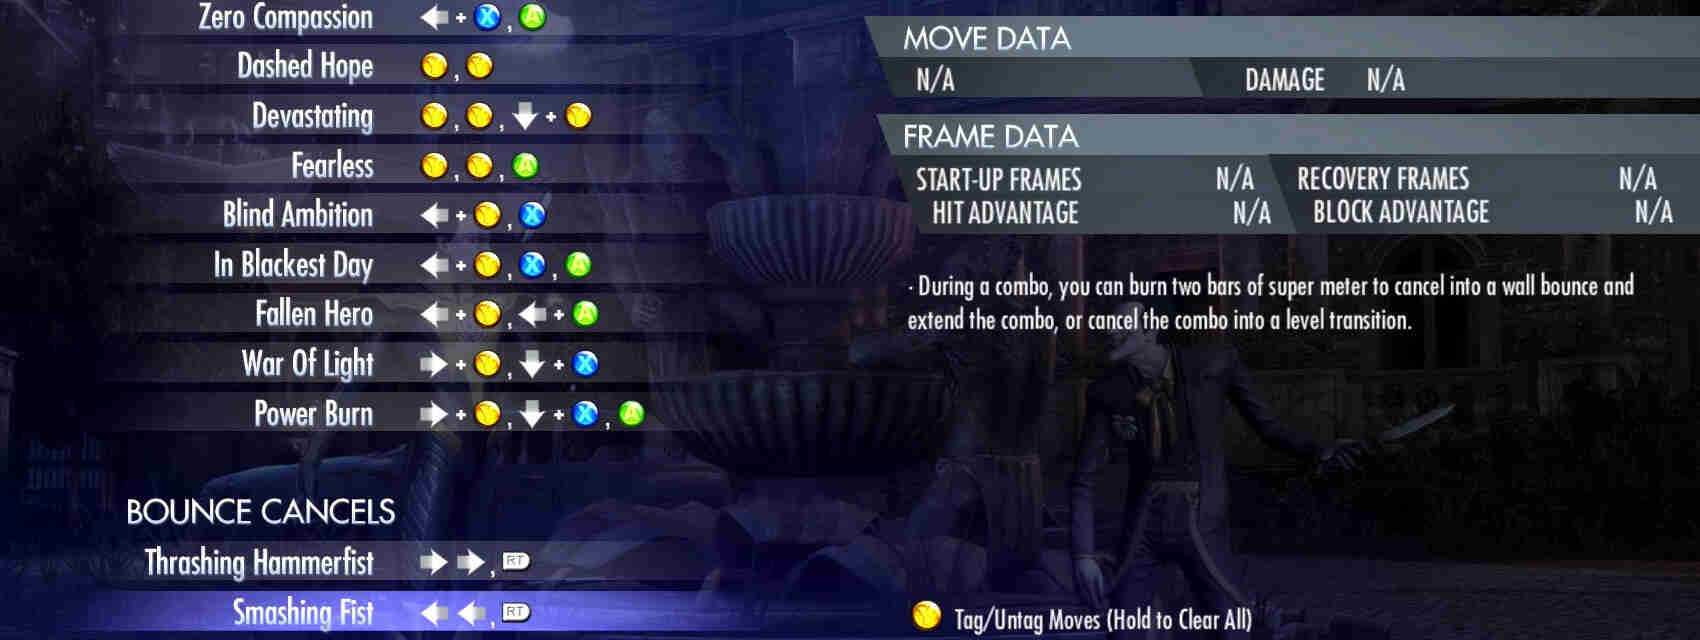 Zero Compassion + X, A
Dashed Hope Y, Y
Devastating Y, Y, + Y
Fearless Y, Y, A
Blind Ambition + Y, X
In Blackest Day + Y, X, A
Fallen Hero + Y, + A
War Of Light + Y, + X
Power Burn + Y, + X, A
BOUNCE CANCELS
Thrashing Hammerfist , RT
Smashing Fist , RT
MOVE DATA
N/A DAMAGE N/A
FRAME DATA
START-UP FRAMES N/A RECOVERY FRAMES N/A
HIT ADVANTAGE N/A BLOCK ADVANTAGE N/A
· During a combo, you can burn two bars of super meter to cancel into a wall bounce and
extend the combo, or cancel the combo into a level transition.
Y Tag/Untag Moves (Hold to Clear All)